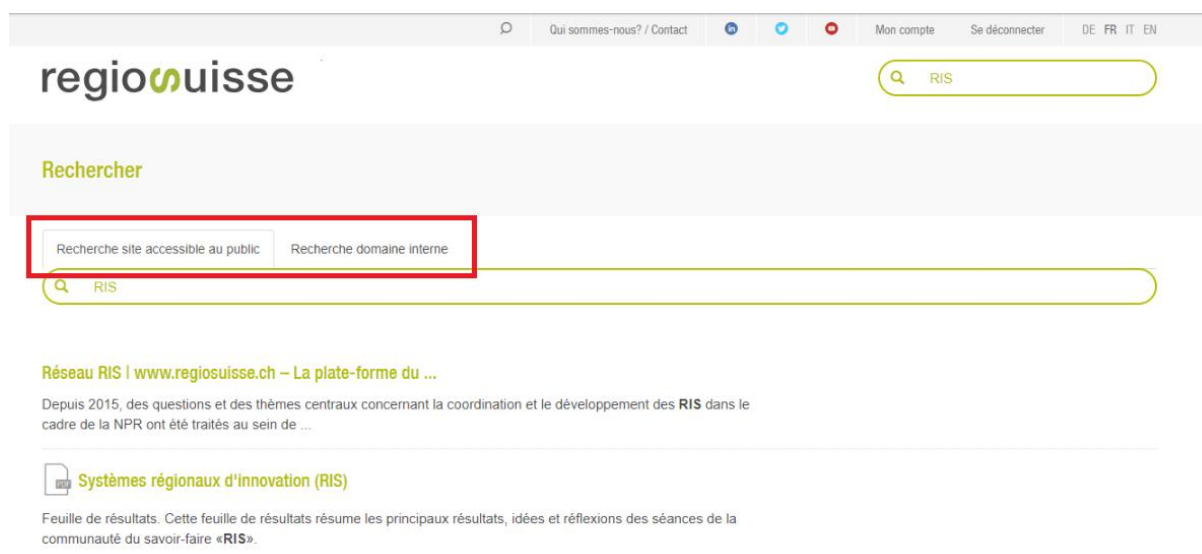 Qui sommes-nous? / Contact Mon compte Se déconnecter DE FR IT EN
regiosuisse
RIS
Rechercher
Recherche site accessible au public Recherche domaine interne
RIS
Réseau RIS | www.regiosuisse.ch – La plate-forme du ...
Depuis 2015, des questions et des thèmes centraux concernant la coordination et le développement des RIS dans le
cadre de la NPR ont été traités au sein de ...
PDF
Systèmes régionaux d'innovation (RIS)
Feuille de résultats. Cette feuille de résultats résume les principaux résultats, idées et réflexions des séances de la
communauté du savoir-faire «RIS».